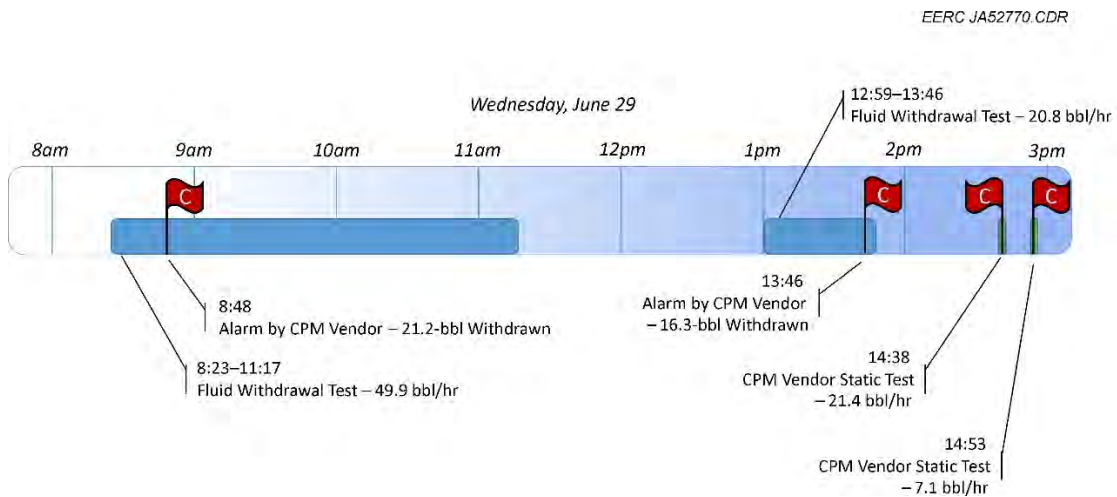 EERC JA52770.CDR
Wednesday, June 29
12:59–13:46
Fluid Withdrawal Test – 20.8 bbl/hr
8am 9am 10am 11am 12pm 1pm 2pm 3pm
C C C C
8:48
Alarm by CPM Vendor – 21.2-bbl Withdrawn
8:23–11:17
Fluid Withdrawal Test – 49.9 bbl/hr
13:46
Alarm by CPM Vendor
– 16.3-bbl Withdrawn
14:38
CPM Vendor Static Test
– 21.4 bbl/hr
14:53
CPM Vendor Static Test
– 7.1 bbl/hr